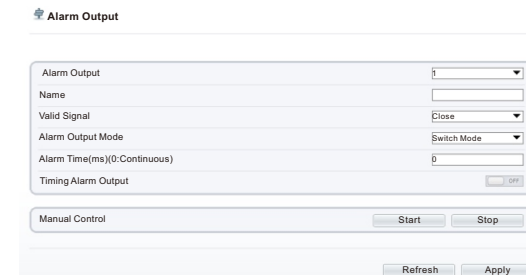 Alarm Output
Alarm Output 1
Name
Valid Signal Close
Alarm Output Mode Switch Mode
Alarm Time(ms)(0:Continuous) 0
Timing Alarm Output OFF
Manual Control Start Stop
Refresh Apply